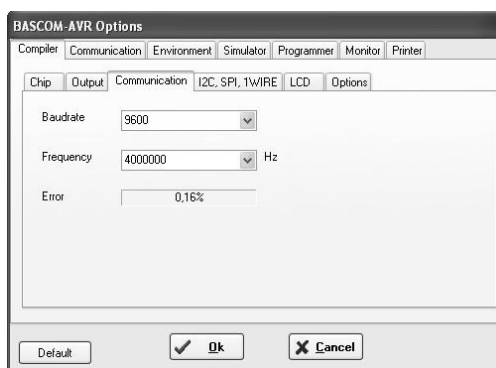 BASCOM-AVR Options
Compiler Communication Environment Simulator Programmer Monitor Printer
Chip Output Communication I2C, SPI, 1WIRE LCD Options
Baudrate 9600
Frequency 4000000 Hz
Error 0,16%
Default Ok Cancel